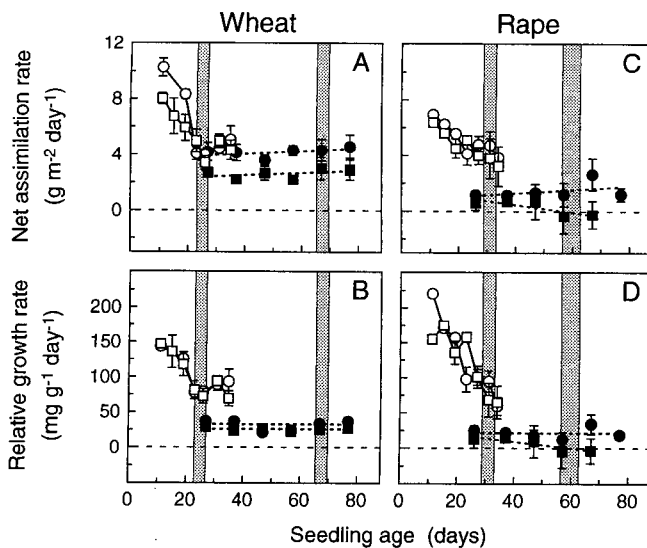 Wheat
Rape
Net assimilation rate
(g m-2 day-1)
12
8
4
0
A
C
Relative growth rate
(mg g-1 day-1)
200
150
100
50
0
B
D
0 20 40 60 80
0 20 40 60 80
Seedling age (days)